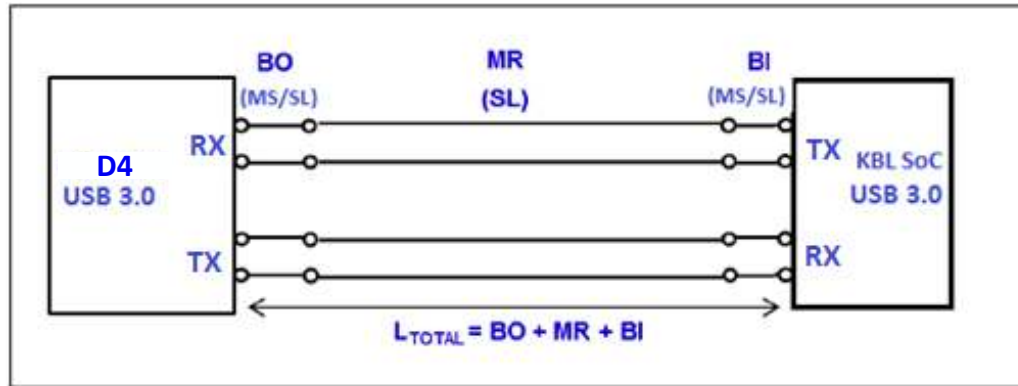 BO
(MS/SL)
MR
(SL)
BI
(MS/SL)
D4
USB 3.0
RX
TX
TX
RX
KBL SoC
USB 3.0
L_TOTAL = BO + MR + BI